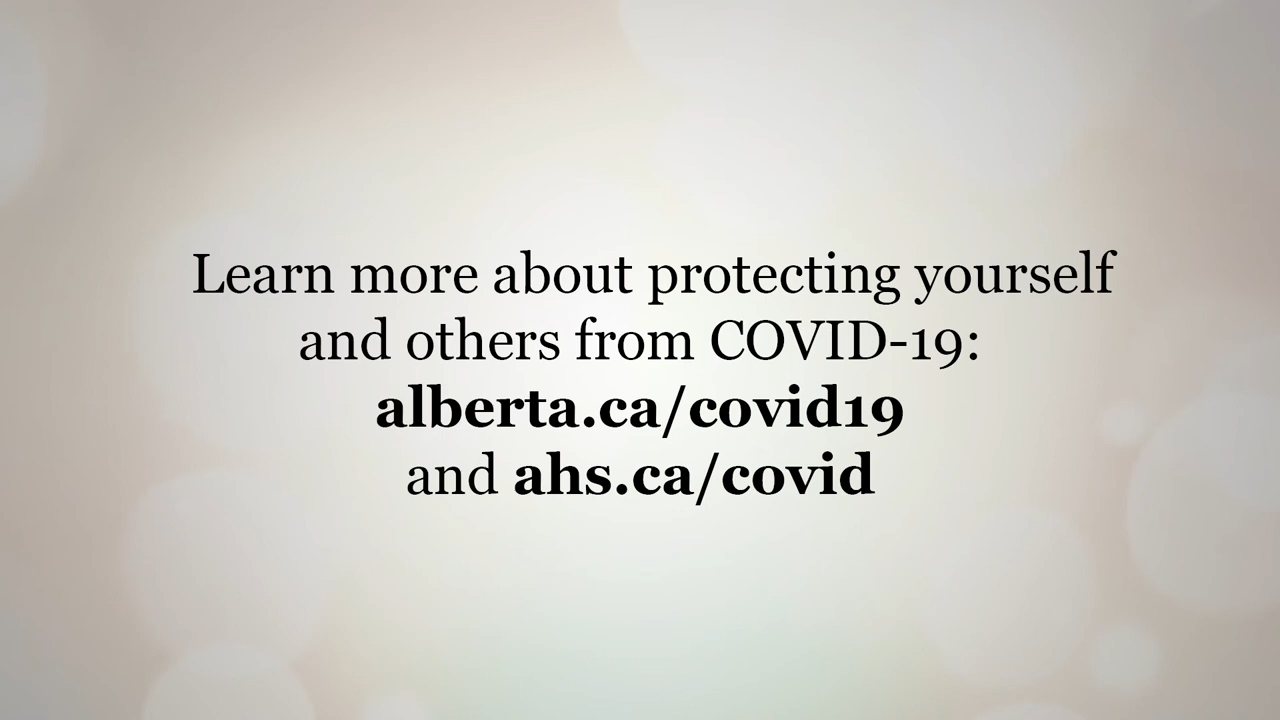 Learn more about protecting yourself
and others from COVID-19:
alberta.ca/covid19
and ahs.ca/covid